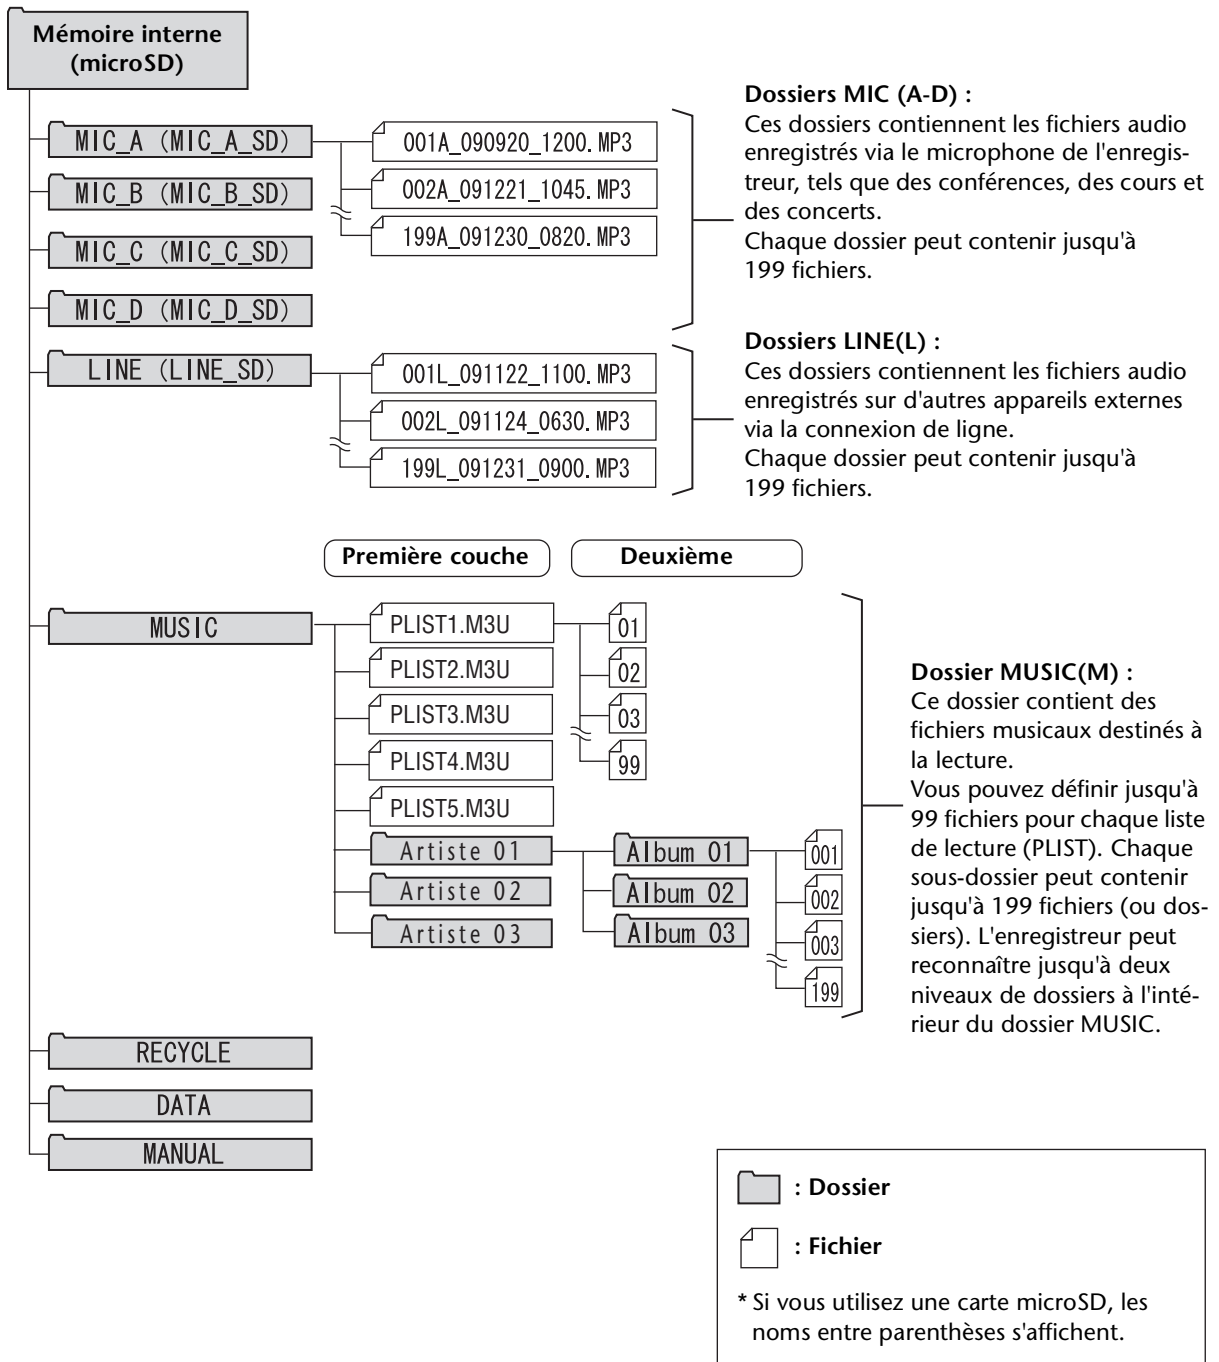 Mémoire interne
(microSD)
MIC_A (MIC_A_SD)
001A_090920_1200.MP3
MIC_B (MIC_B_SD)
002A_091221_1045.MP3
MIC_C (MIC_C_SD)
199A_091230_0820.MP3
MIC_D (MIC_D_SD)
Dossiers MIC (A-D) :
Ces dossiers contiennent les fichiers audio
enregistrés via le microphone de l'enregis-
treur, tels que des conférences, des cours et
des concerts.
Chaque dossier peut contenir jusqu'à
199 fichiers.
LINE (LINE_SD)
001L_091122_1100.MP3
002L_091124_0630.MP3
199L_091231_0900.MP3
Dossiers LINE(L) :
Ces dossiers contiennent les fichiers audio
enregistrés sur d'autres appareils externes
via la connexion de ligne.
Chaque dossier peut contenir jusqu'à
199 fichiers.
Première couche
Deuxième
MUSIC
PLIST1.M3U
01
PLIST2.M3U
02
PLIST3.M3U
03
PLIST4.M3U
99
PLIST5.M3U
Artiste 01
Album 01
001
Artiste 02
Album 02
002
Artiste 03
Album 03
003
199
Dossier MUSIC(M) :
Ce dossier contient des
fichiers musicaux destinés à
la lecture.
Vous pouvez définir jusqu'à
99 fichiers pour chaque liste
de lecture (PLIST). Chaque
sous-dossier peut contenir
jusqu'à 199 fichiers (ou dos-
siers). L'enregistreur peut
reconnaître jusqu'à deux
niveaux de dossiers à l'inté-
rieur du dossier MUSIC.
RECYCLE
DATA
MANUAL
: Dossier
: Fichier
* Si vous utilisez une carte microSD, les
noms entre parenthèses s'affichent.